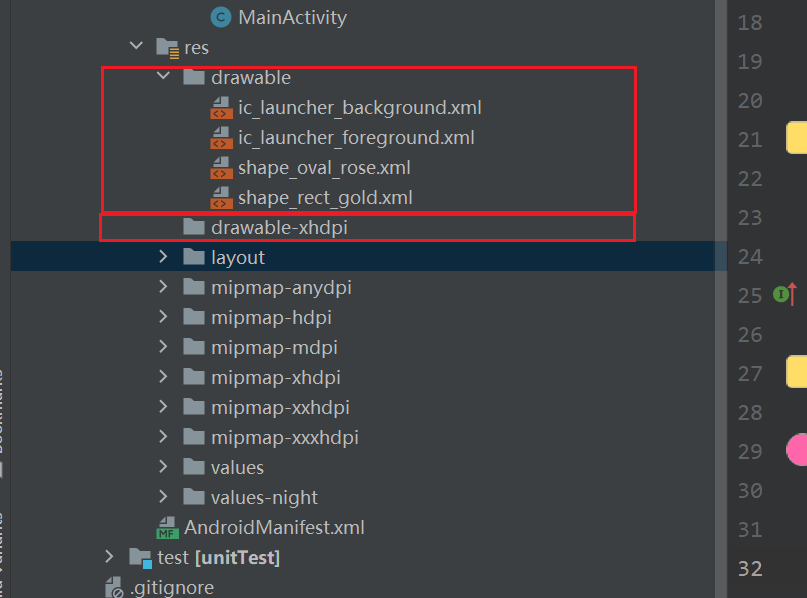 MainActivity
res
drawable
ic_launcher_background.xml
ic_launcher_foreground.xml
shape_oval_rose.xml
shape_rect_gold.xml
drawable-xhdpi
layout
mipmap-anydpi
mipmap-hdpi
mipmap-mdpi
mipmap-xhdpi
mipmap-xxhdpi
mipmap-xxxhdpi
values
values-night
AndroidManifest.xml
test [unitTest]
.gitignore
18
19
20
21
22
23
24
25
26
27
28
29
30
31
32